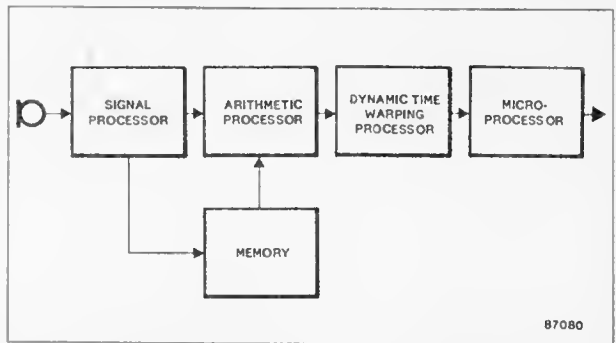 SIGNAL
PROCESSOR
ARITHMETIC
PROCESSOR
DYNAMIC TIME
WARPING
PROCESSOR
MICRO-
PROCESSOR
MEMORY
87080